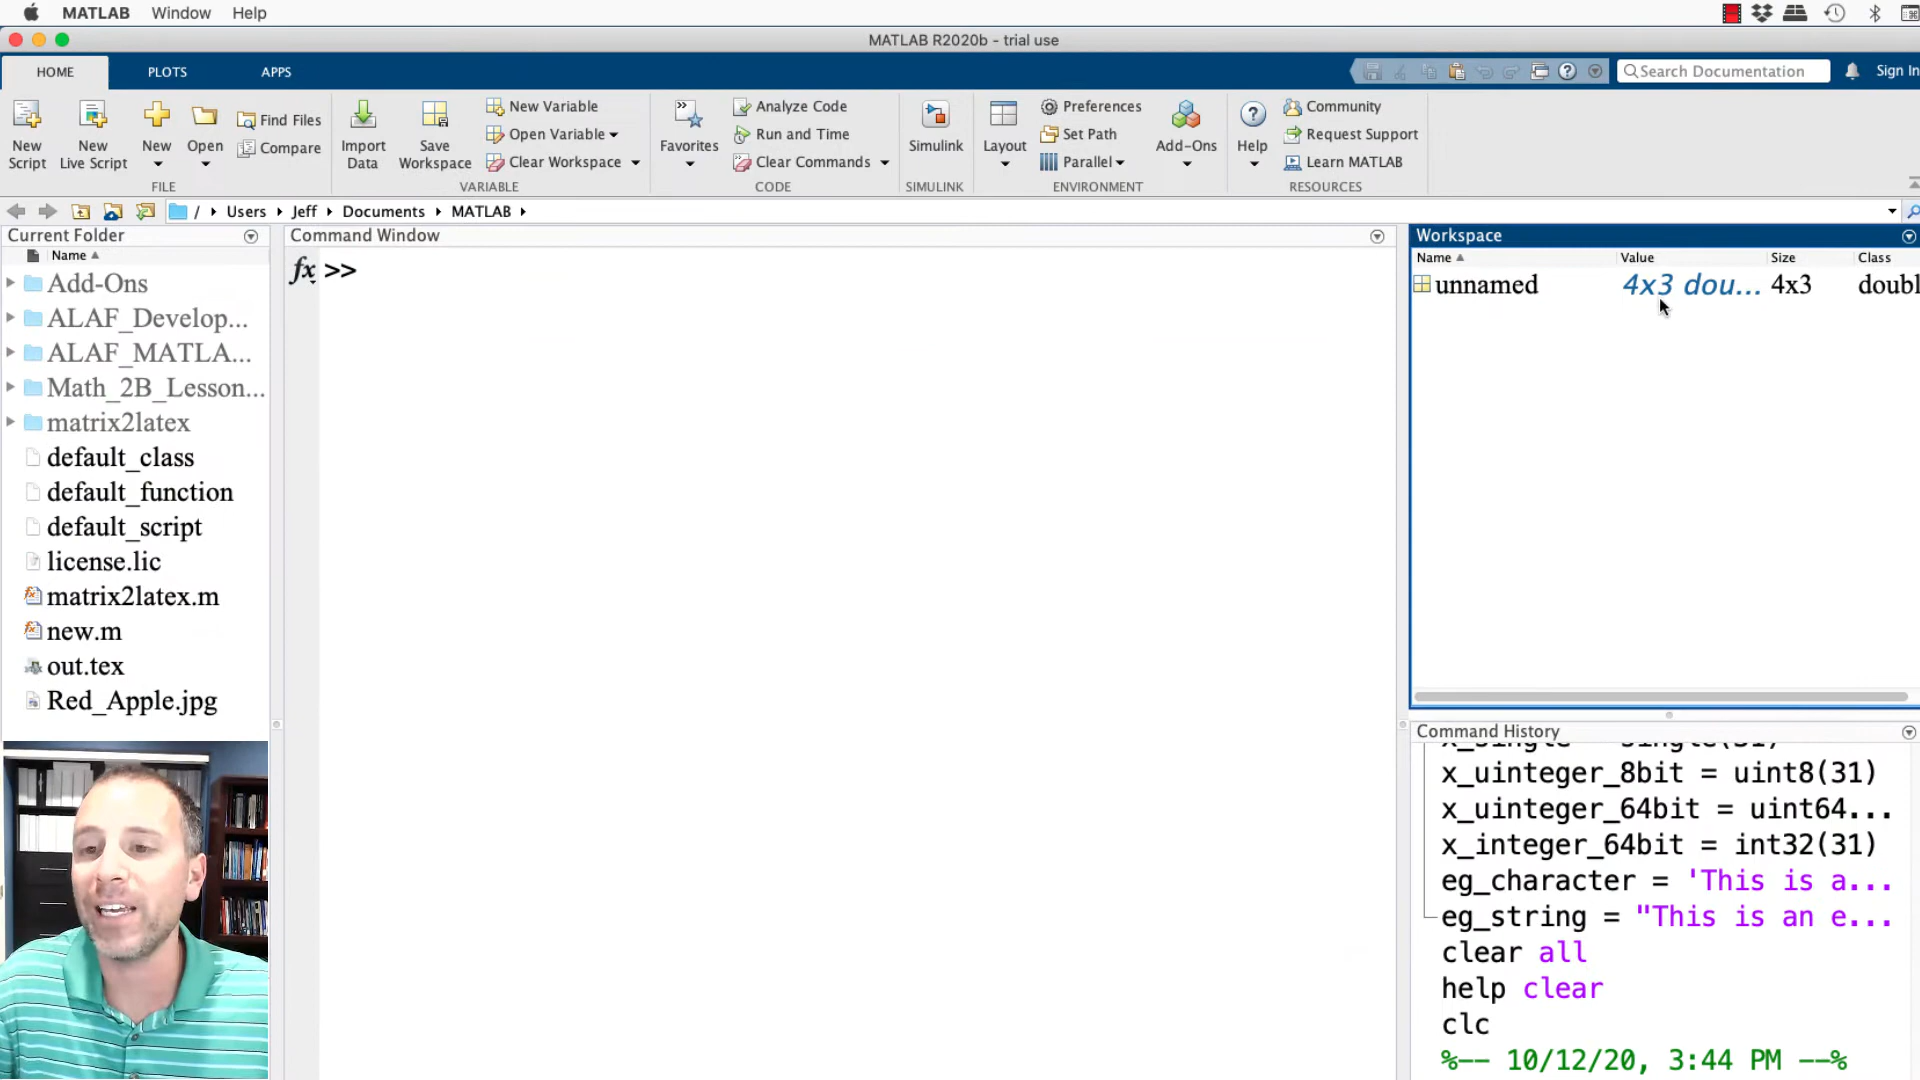 MATLAB Window Help
MATLAB R2020b - trial use
HOME PLOTS APPS
Search Documentation
Sign In
New Script
New Live Script
New
Open
Find Files
Compare
FILE
Import Data
Save Workspace
New Variable
Open Variable
Clear Workspace
VARIABLE
Favorites
Analyze Code
Run and Time
Clear Commands
CODE
Simulink
SIMULINK
Layout
Preferences
Set Path
Parallel
Add-Ons
ENVIRONMENT
Help
Community
Request Support
Learn MATLAB
RESOURCES
/ Users Jeff Documents MATLAB
Current Folder
Name
Add-Ons
ALAF_Develop...
ALAF_MATLA...
Math_2B_Lesson...
matrix2latex
default_class
default_function
default_script
license.lic
matrix2latex.m
new.m
out.tex
Red_Apple.jpg
Command Window
fx >>
Workspace
Name Value Size Class
unnamed 4x3 dou... 4x3 doubl
Command History
x_single = single(31)
x_uinteger_8bit = uint8(31)
x_uinteger_64bit = uint64...
x_integer_64bit = int32(31)
eg_character = 'This is a...
eg_string = "This is an e...
clear all
help clear
clc
%-- 10/12/20, 3:44 PM --%